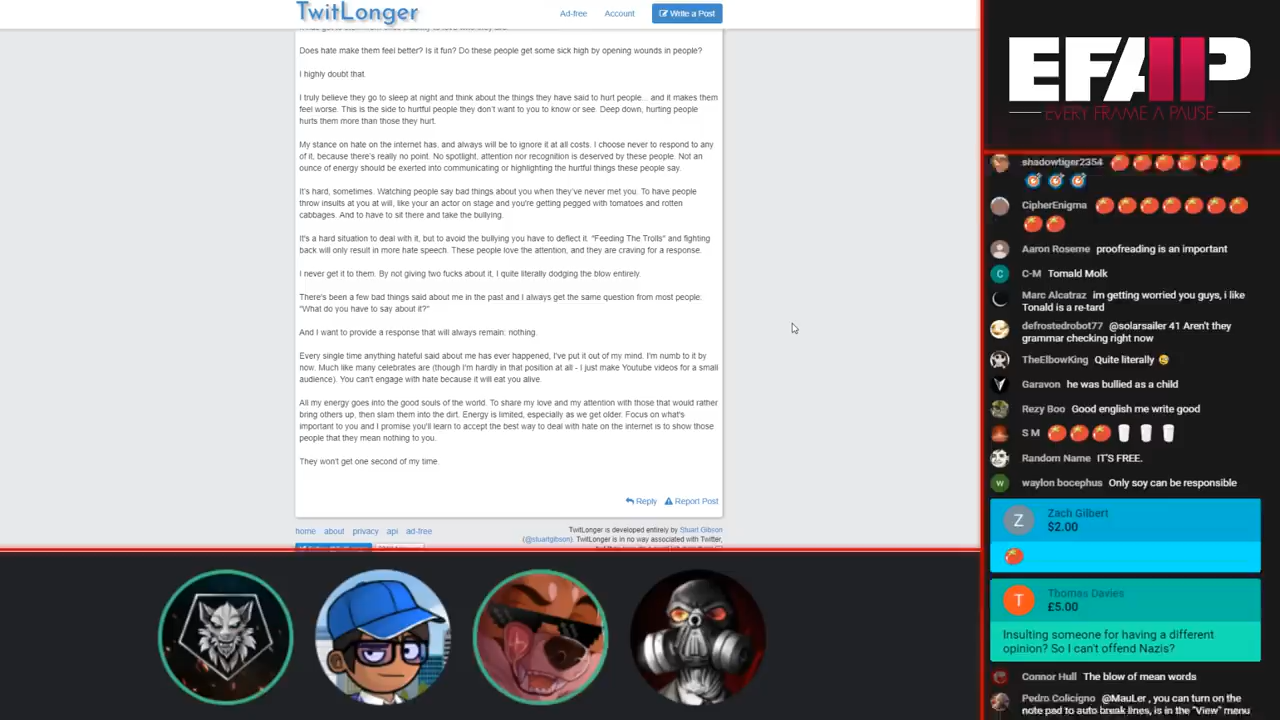 TwitLonger
Ad-free
Account
Write a Post
Does hate make them feel better? Is it fun? Do these people get some sick high by opening wounds in people?
I highly doubt that.
I truly believe they go to sleep at night and think about the things they have said to hurt people... and it makes them
feel worse. This is the side to hurtful people they don't want to you to know or see. Deep down, hurting people
hurts them more than those they hurt.
My stance on hate on the internet has, and always will be to ignore it at all costs. I choose never to respond to any
of it, because there's really no point. No spotlight, attention nor recognition is deserved by these people. Not an
ounce of energy should be exerted into communicating or highlighting the hurtful things these people say.
It's hard, sometimes. Watching people say bad things about you when they've never met you. To have people
throw insults at you at will, like your an actor on stage and you're getting pegged with tomatoes and rotten
cabbages. And to have to sit there and take the bullying.
It's a hard situation to deal with it, but to avoid the bullying you have to deflect it. "Feeding The Trolls" and fighting
back will only result in more hate speech. These people love the attention, and they are craving for a response.
I never get it to them. By not giving two fucks about it, I quite literally dodging the blow entirely.
There's been a few bad things said about me in the past and I always get the same question from most people:
"What do you have to say about it?"
And I want to provide a response that will always remain: nothing.
Every single time anything hateful said about me has ever happened, I've put it out of my mind. I'm numb to it by
now. Much like many celebrates are (though I'm hardly in that position at all - I just make Youtube videos for a small
audience). You can't engage with hate because it will eat you alive.
All my energy goes into the good souls of the world. To share my love and my attention with those that would rather
bring others up, then slam them into the dirt. Energy is limited, especially as we get older. Focus on what's
important to you and I promise you'll learn to accept the best way to deal with hate on the internet is to show those
people that they mean nothing to you.
They won't get one second of my time.
Reply
Report Post
home about privacy api ad-free
TwitLonger is developed entirely by Stuart Gibson
(@stuartgibson). TwitLonger is in no way associated with Twitter,
EFAP
EVERY FRAME A PAUSE
shadowtiger2354
CipherEnigma
Aaron Roseme proofreading is an important
C-M Tomald Molk
Marc Alcatraz im getting worried you guys, i like
Tonald is a re-tard
defrostedrobot77 @solarsailer 41 Aren't they
grammar checking right now
TheElbowKing Quite literally
Garavon he was bullied as a child
Rezy Boo Good english me write good
S M
Random Name IT'S FREE.
waylon bocephus Only soy can be responsible
Z
Zach Gilbert
$2.00
T
Thomas Davies
£5.00
Insulting someone for having a different
opinion? So I can't offend Nazis?
Connor Hull The blow of mean words
Pedro Colicigno @MauLer , you can turn on the
note pad to auto break lines, is in the "View" menu